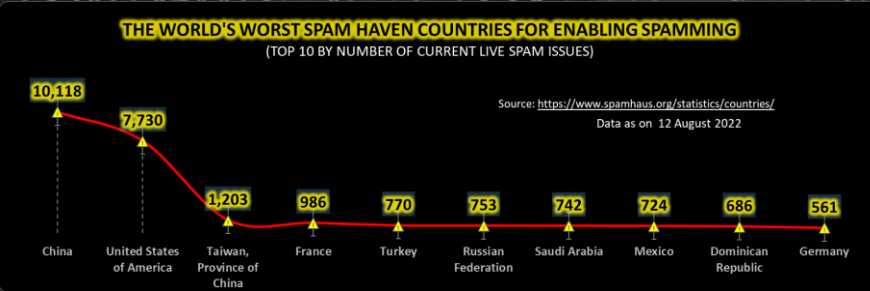 THE WORLD'S WORST SPAM HAVEN COUNTRIES FOR ENABLING SPAMMING
(TOP 10 BY NUMBER OF CURRENT LIVE SPAM ISSUES)
Source: https://www.spamhaus.org/statistics/countries/
Data as on 12 August 2022
10,118
7,730
1,203
986
770
753
742
724
686
561
China
United States
of America
Taiwan,
Province of
China
France
Turkey
Russian
Federation
Saudi Arabia
Mexico
Dominican
Republic
Germany